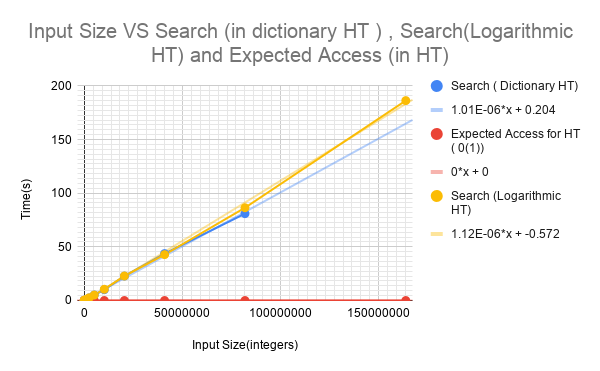 Input Size VS Search (in dictionary HT ) , Search(Logarithmic
HT) and Expected Access (in HT)
200
150
100
50
0
Time(s)
0
50000000
100000000
150000000
Input Size(integers)
Search ( Dictionary HT)
1.01E-06*x + 0.204
Expected Access for HT
( 0(1))
0*x + 0
Search (Logarithmic
HT)
1.12E-06*x + -0.572